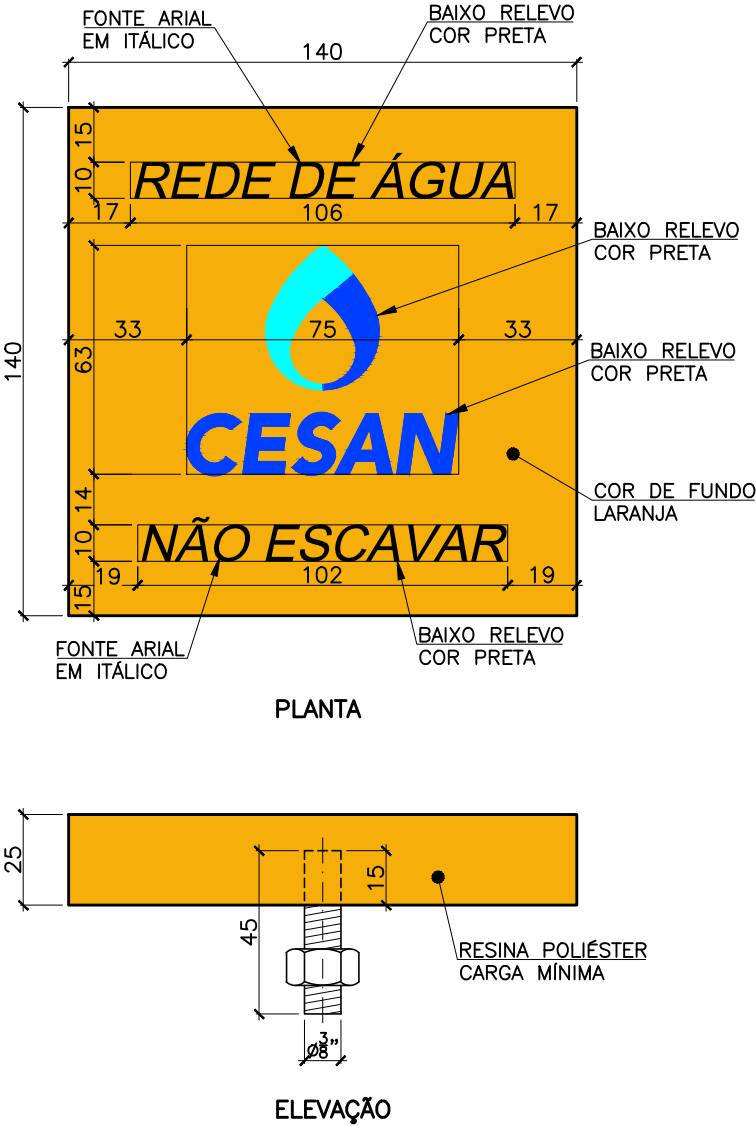 FONTE ARIAL
EM ITÁLICO
BAIXO RELEVO
COR PRETA
140
15
10
REDE DE ÁGUA
17
106
17
BAIXO RELEVO
COR PRETA
33
75
33
63
140
BAIXO RELEVO
COR PRETA
CESAN
14
COR DE FUNDO
LARANJA
10
NÃO ESCAVAR
19
102
19
15
FONTE ARIAL
EM ITÁLICO
BAIXO RELEVO
COR PRETA
PLANTA
25
15
45
RESINA POLIÉSTER
CARGA MÍNIMA
Ø3/8"
ELEVAÇÃO